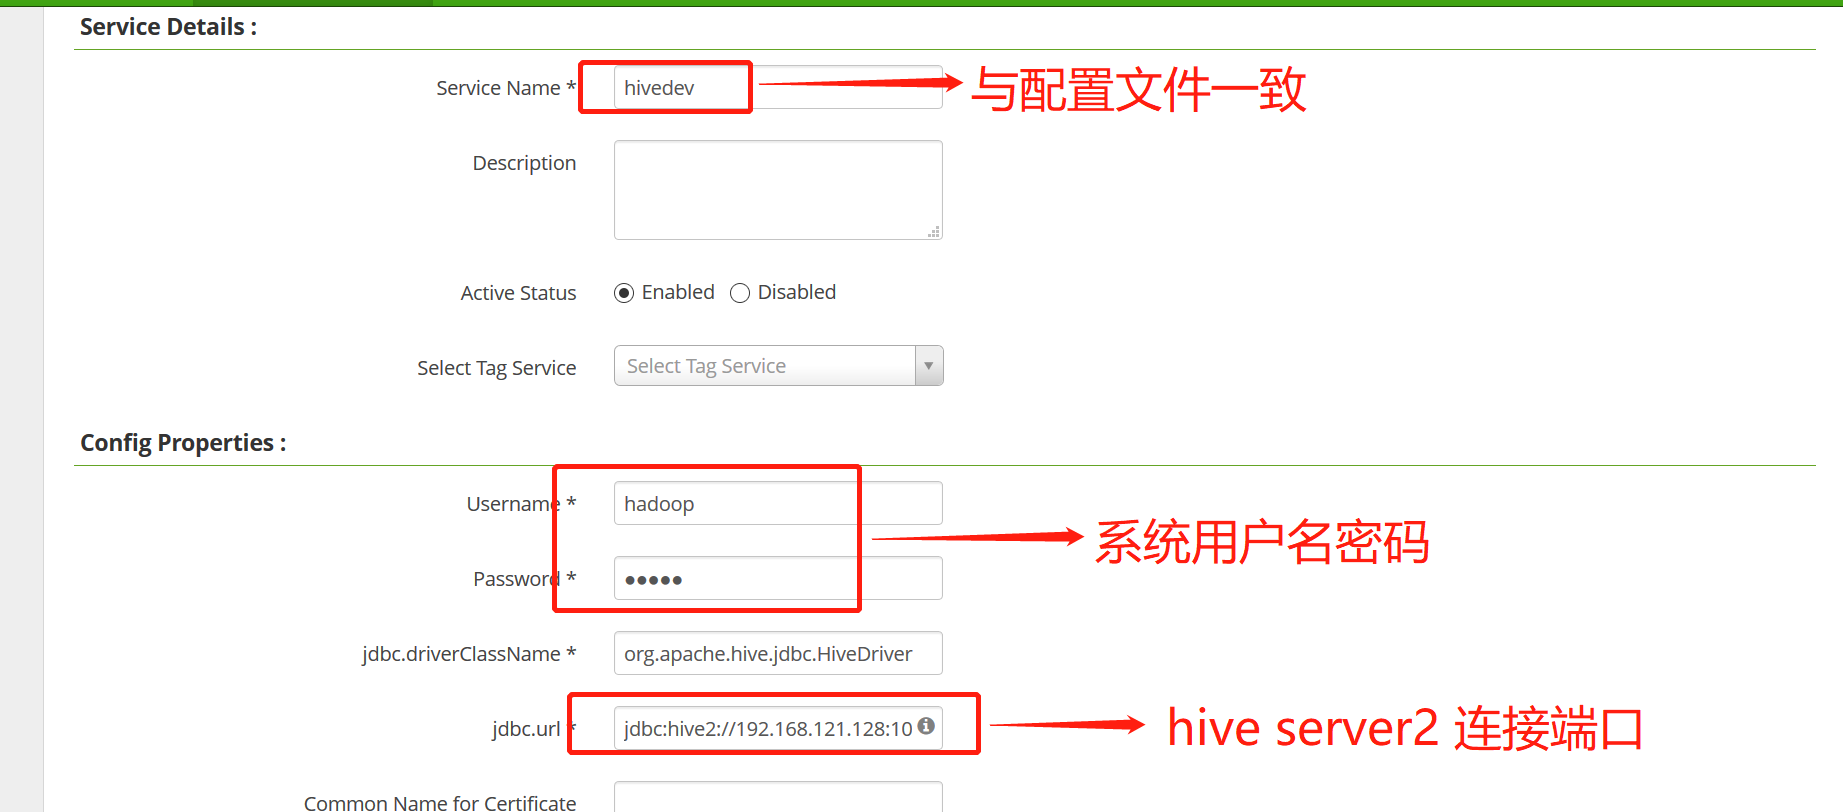 Service Details :
Service Name * hivedev 与配置文件一致
Description
Active Status Enabled Disabled
Select Tag Service Select Tag Service
Config Properties :
Username * hadoop
系统用户名密码
Password * ●●●●●
jdbc.driverClassName * org.apache.hive.jdbc.HiveDriver
jdbc.url * jdbc:hive2://192.168.121.128:10 hive server2 连接端口
Common Name for Certificate